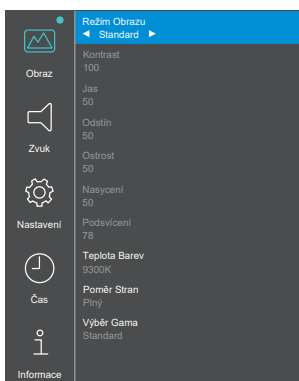 Obraz
Zvuk
Nastavení
Čas
Informace
Režim Obrazu
Standard
Kontrast
100
Jas
50
Odstín
50
Ostrost
50
Nasycení
50
Podsvícení
78
Teplota Barev
9300K
Poměr Stran
Plný
Výběr Gama
Standard